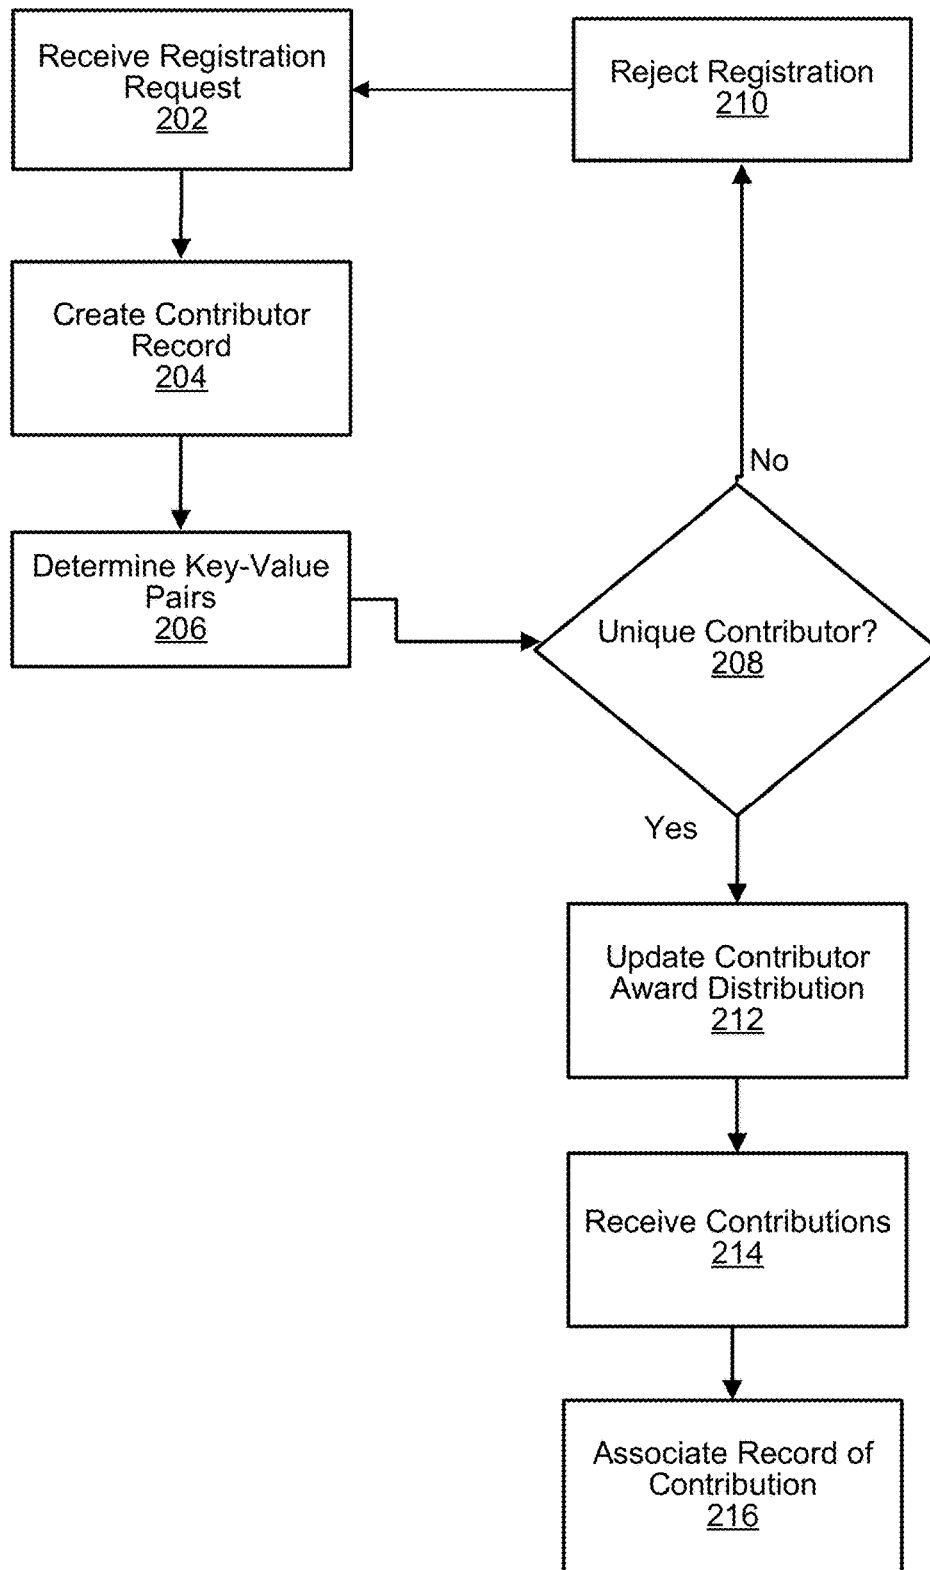 Receive Registration
Request
202
Reject Registration
210
Create Contributor
Record
204
No
Determine Key-Value
Pairs
206
Unique Contributor?
208
Yes
Update Contributor
Award Distribution
212
Receive Contributions
214
Associate Record of
Contribution
216